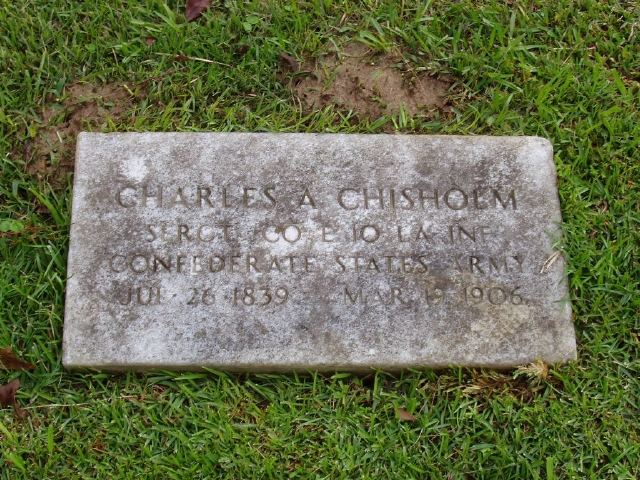 CHARLES A CHISHOLM
SERGT CO E 10 LA INF
CONFEDERATE STATES ARMY
JUL 26 1839 MAR 19 1906